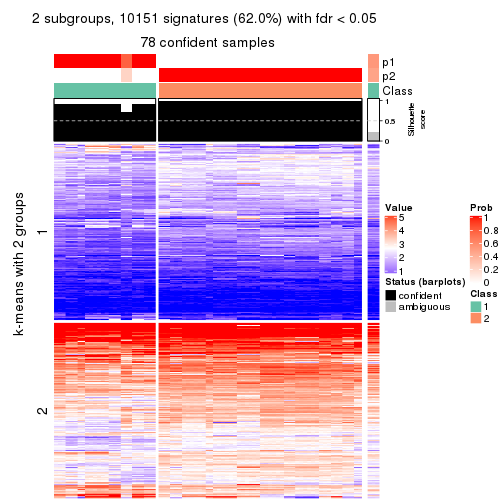 2 subgroups, 10151 signatures (62.0%) with fdr < 0.05
78 confident samples
p1
p2
Class
1
0.5
0
Silhouette
score
k-means with 2 groups
1
2
Value
5
4
3
2
1
Prob
1
0.8
0.6
0.4
0.2
0
Status (barplots)
confident
ambiguous
Class
1
2